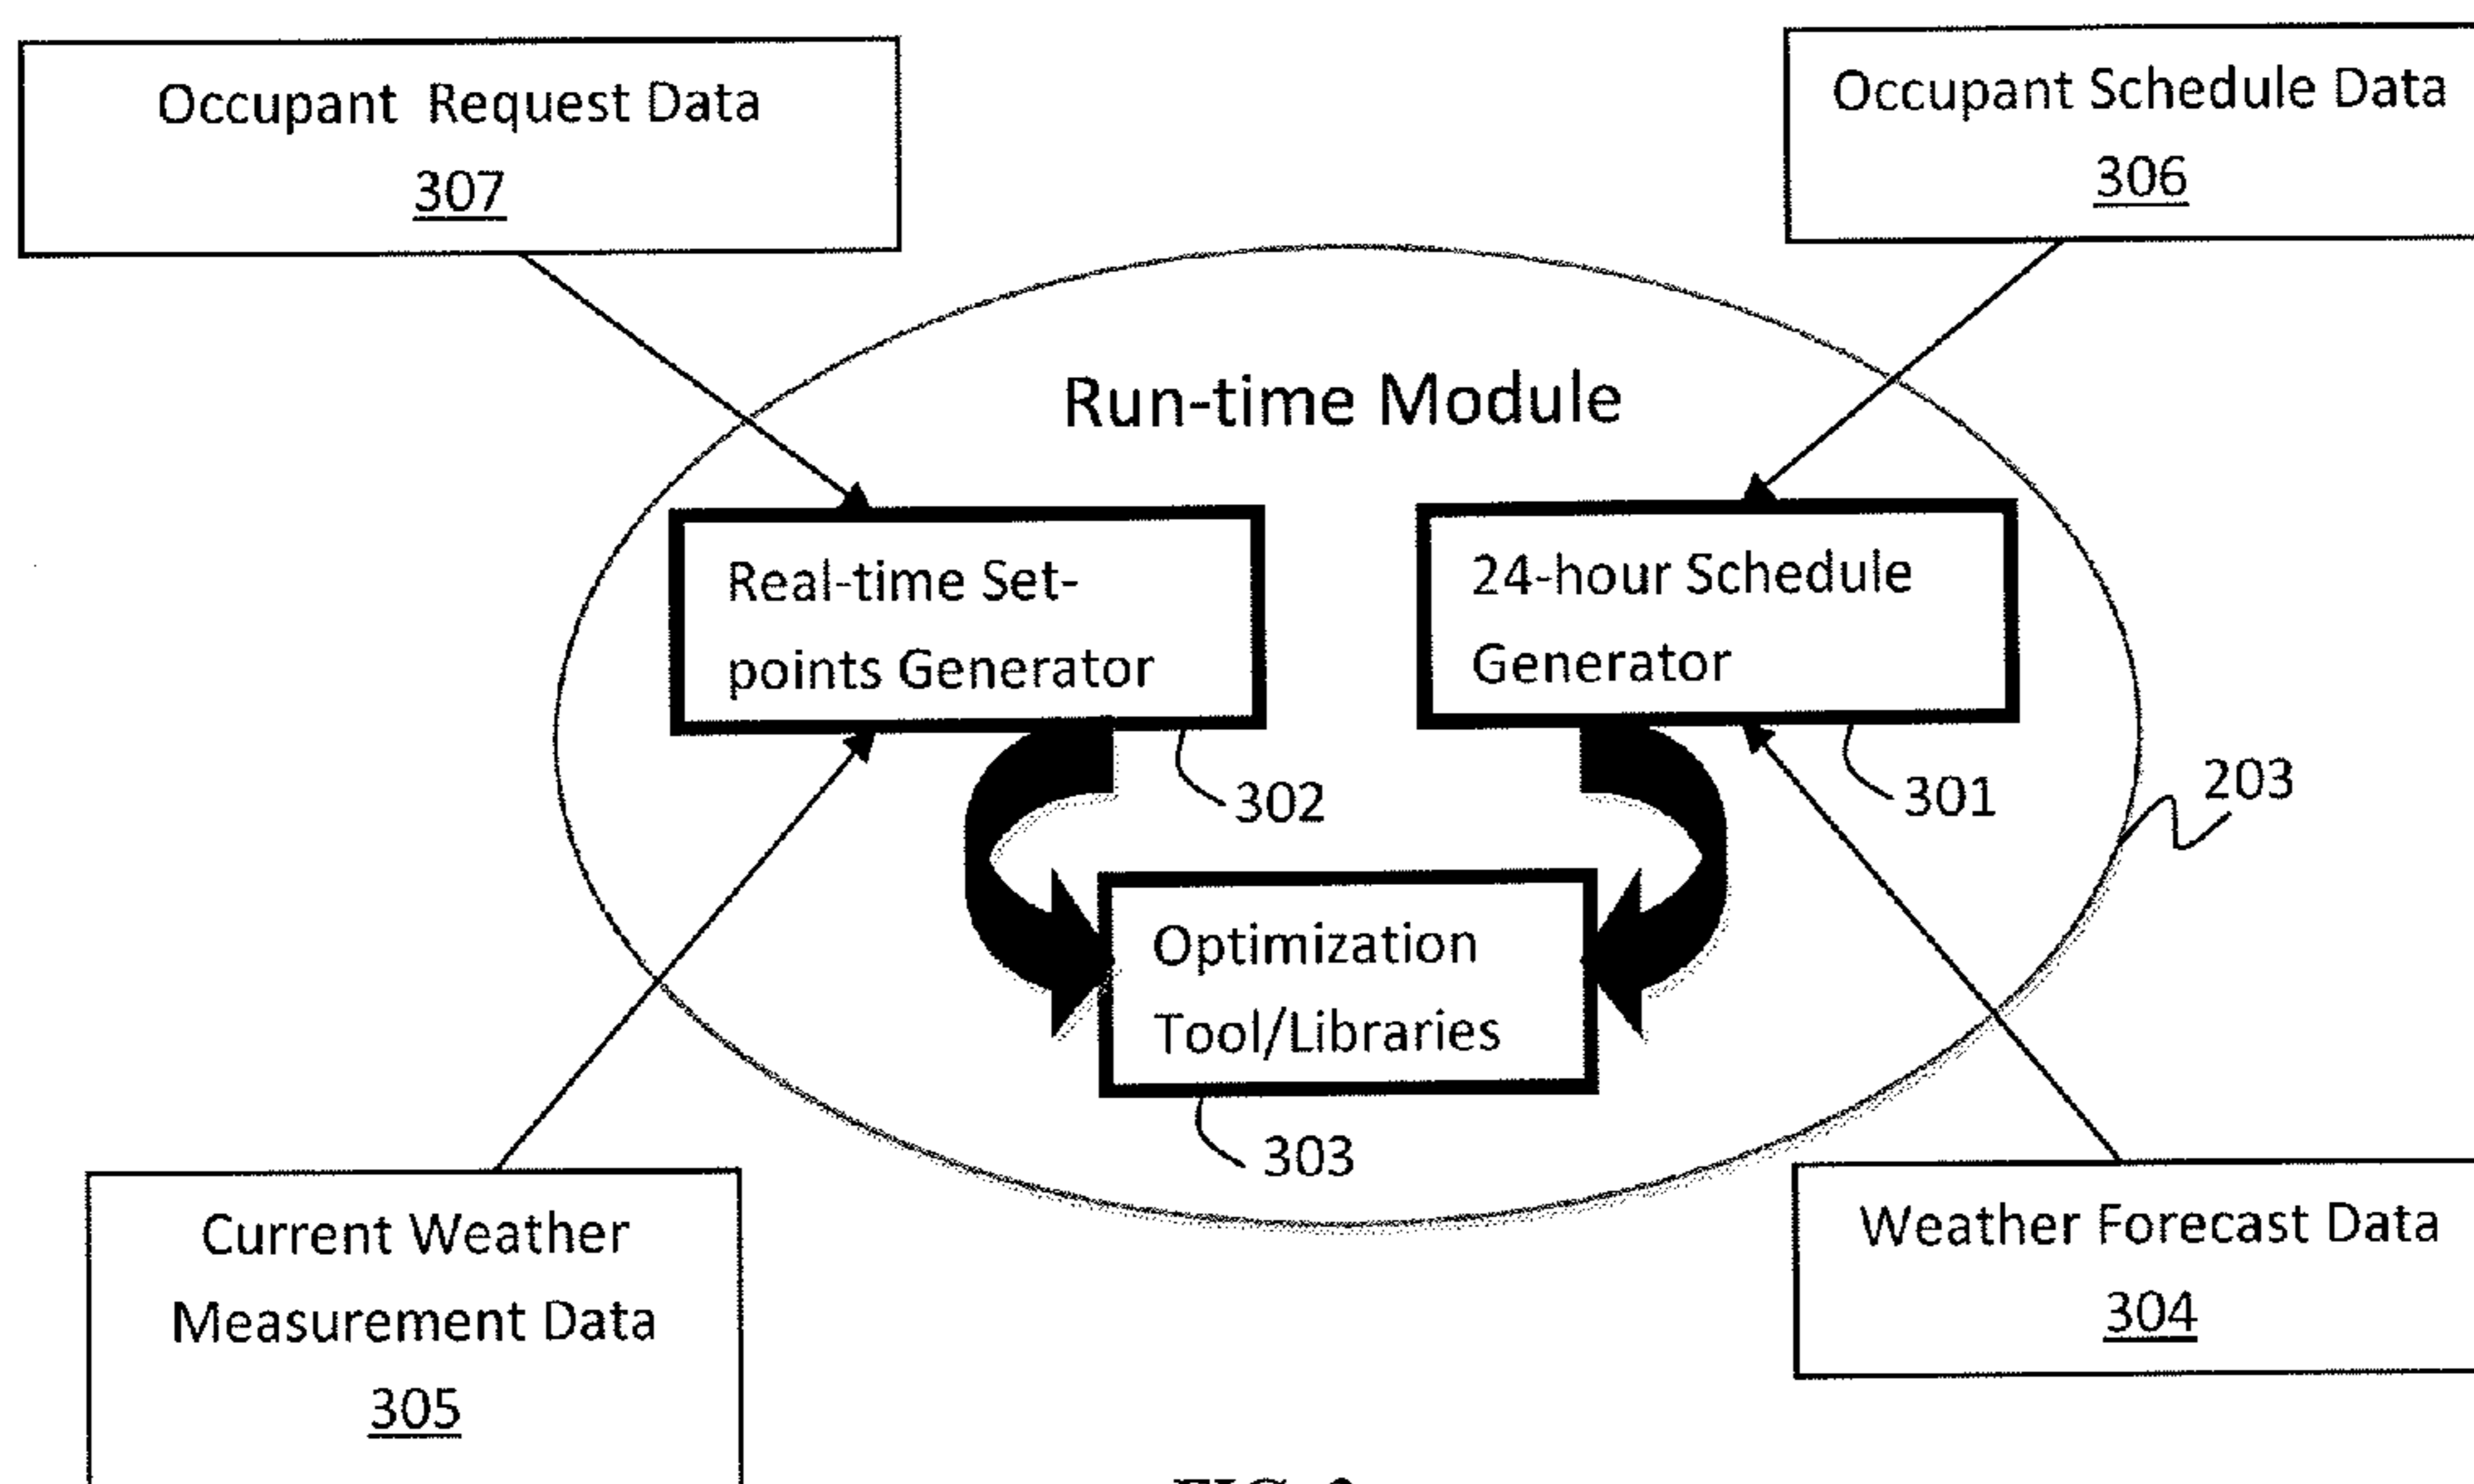 Occupant Request Data
307
Occupant Schedule Data
306
Run-time Module
Real-time Set-
points Generator
24-hour Schedule
Generator
302
301
203
Optimization
Tool/Libraries
303
Current Weather
Measurement Data
305
Weather Forecast Data
304